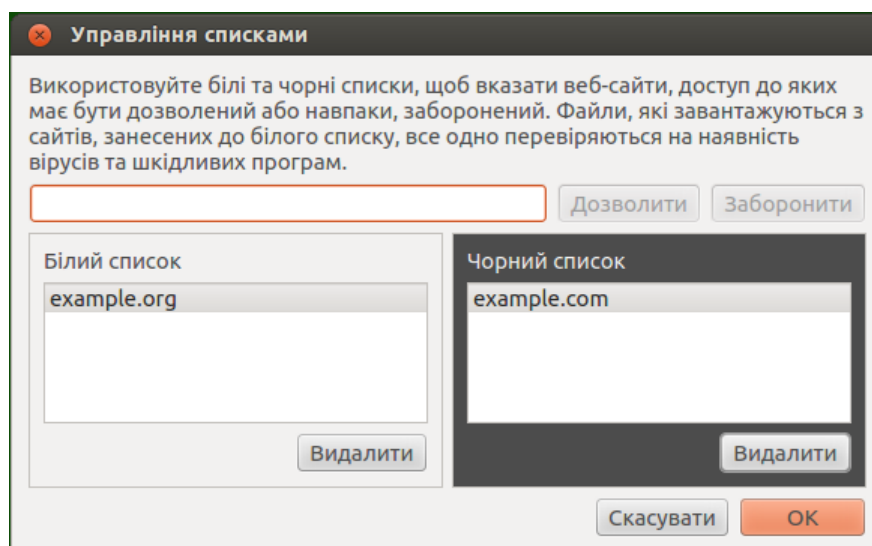 Управління списками
Використовуйте білі та чорні списки, щоб вказати веб-сайти, доступ до яких
має бути дозволений або навпаки, заборонений. Файли, які завантажуються з
сайтів, занесених до білого списку, все одно перевіряються на наявність
вірусів та шкідливих програм.
Дозволити Заборонити
Білий список
example.org
Видалити
Чорний список
example.com
Видалити
Скасувати OK